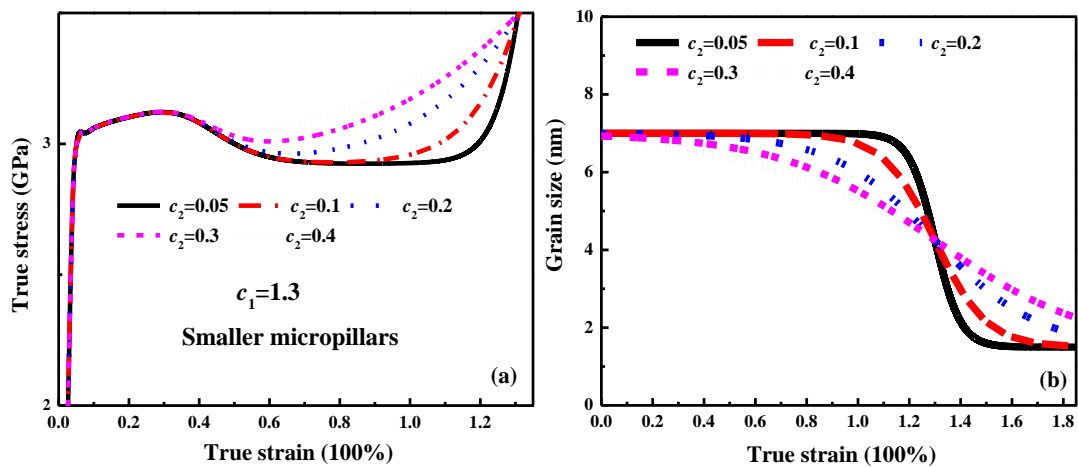 True stress (GPa)
3
2
c₂=0.05 c₂=0.1 c₂=0.2
c₂=0.3 c₂=0.4
c₁=1.3
Smaller micropillars
(a)
0.0 0.2 0.4 0.6 0.8 1.0 1.2
True strain (100%)
Grain size (nm)
10
8
6
4
2
0
c₂=0.05 c₂=0.1 c₂=0.2
c₂=0.3 c₂=0.4
(b)
0.0 0.2 0.4 0.6 0.8 1.0 1.2 1.4 1.6 1.8
True strain (100%)